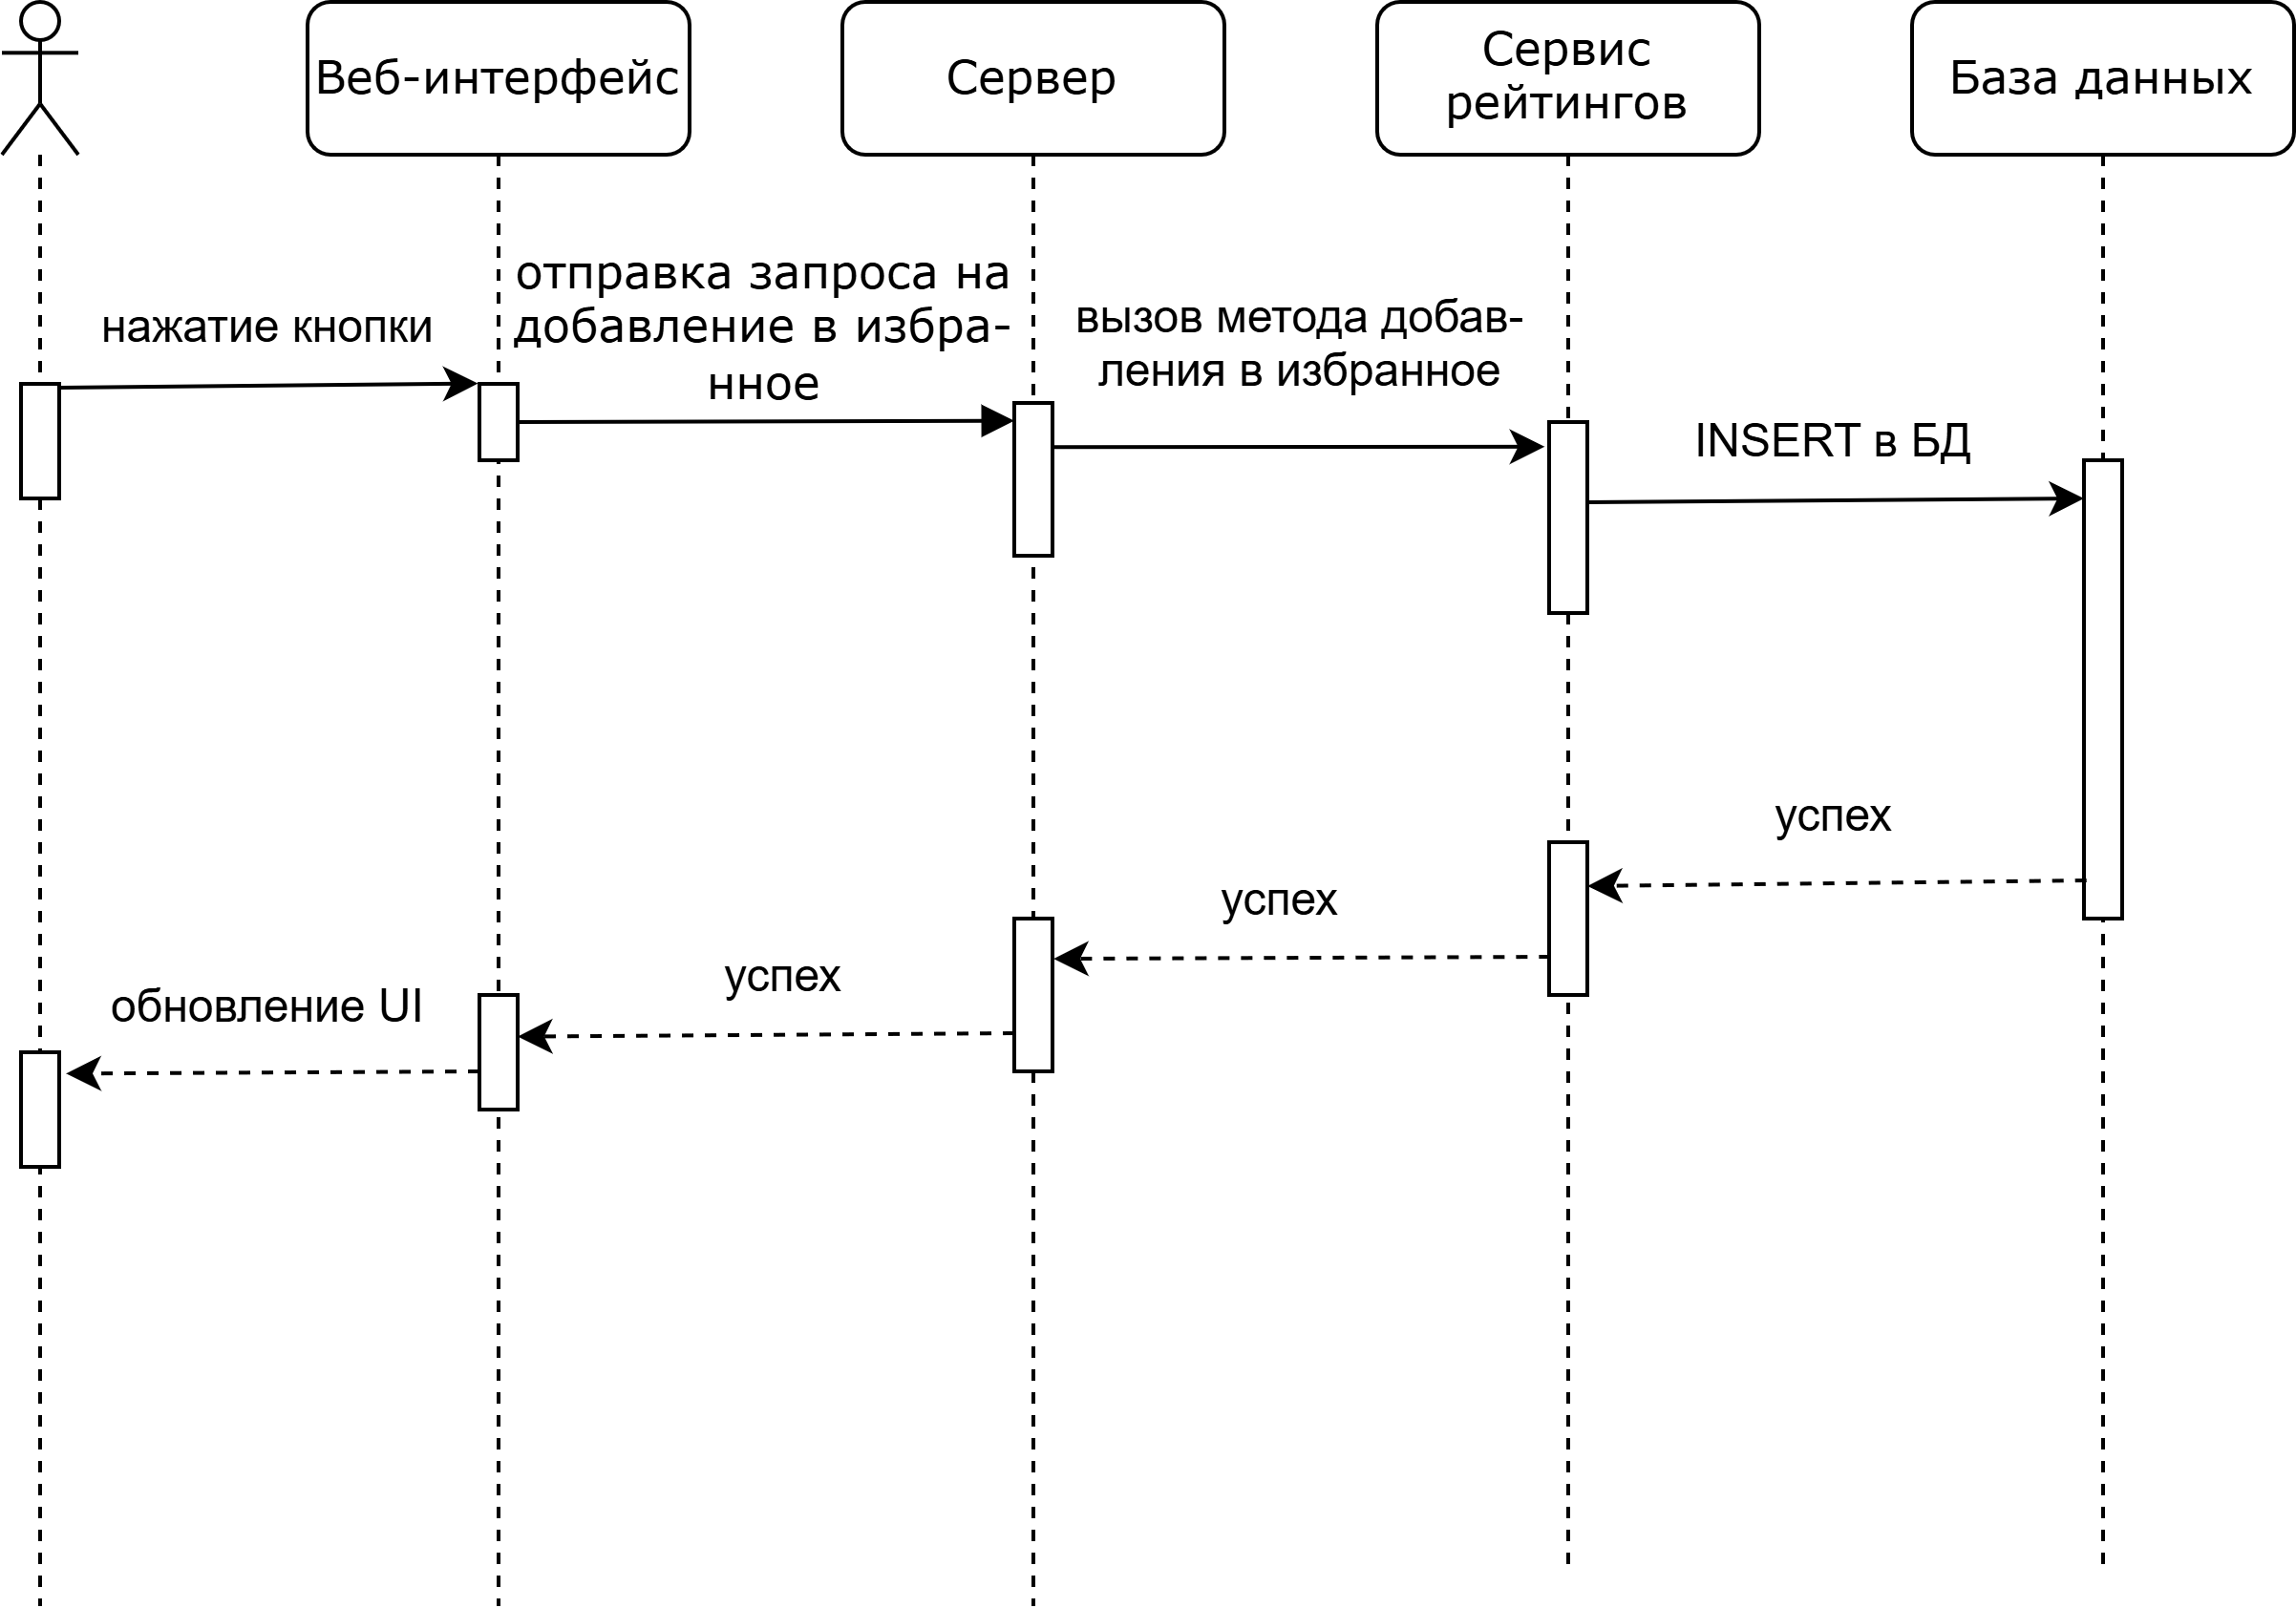 Веб-интерфейс
Сервер
Сервис
рейтингов
База данных
нажатие кнопки
отправка запроса на
добавление в избра-
нное
вызов метода добав-
ления в избранное
INSERT в БД
успех
успех
успех
обновление UI